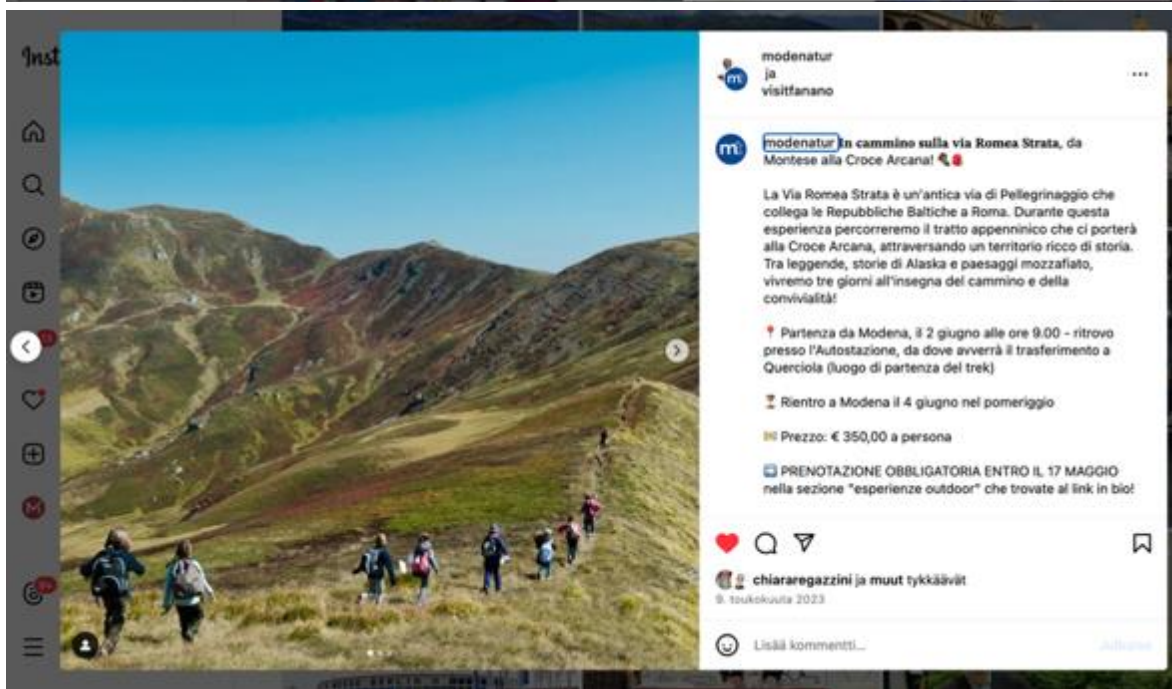 Inst
modenatur
ja
visitfanano
modenatur In cammino sulla via Romea Strata, da
Montese alla Croce Arcana!
La Via Romea Strata è un'antica via di Pellegrinaggio che
collega le Repubbliche Baltiche a Roma. Durante questa
esperienza percorreremo il tratto appenninico che ci porterà
alla Croce Arcana, attraversando un territorio ricco di storia.
Tra leggende, storie di Alaska e paesaggi mozzafiato,
vivremo tre giorni all'insegna del cammino e della
convivialità!
Partenza da Modena, il 2 giugno alle ore 9.00 - ritrovo
presso l'Autostazione, da dove avverrà il trasferimento a
Querciola (luogo di partenza del trek)
Rientro a Modena il 4 giugno nel pomeriggio
Prezzo: € 350,00 a persona
PRENOTAZIONE OBBLIGATORIA ENTRO IL 17 MAGGIO
nella sezione "esperienze outdoor" che trovate al link in bio!
chiararegazzini ja muut tykkäävät
9. toukokuuta 2023
Lisää kommentti...